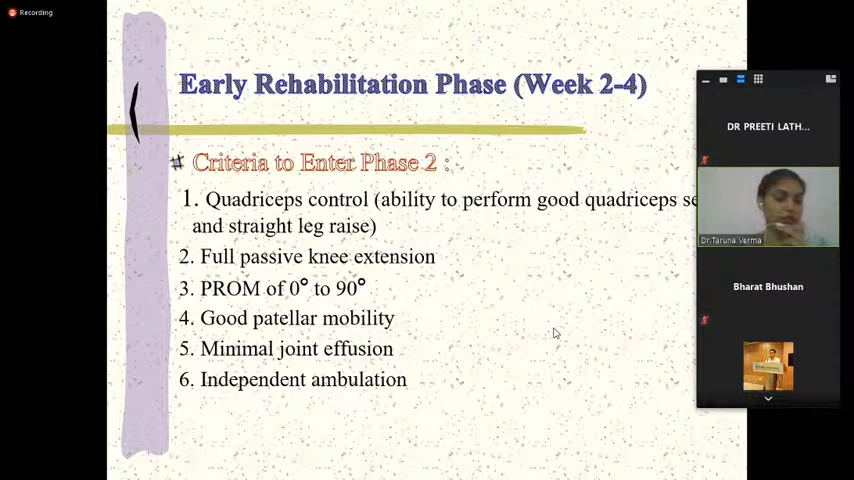 Recording
Early Rehabilitation Phase (Week 2-4)
# Criteria to Enter Phase 2 :
1. Quadriceps control (ability to perform good quadriceps se
and straight leg raise)
2. Full passive knee extension
3. PROM of 0° to 90°
4. Good patellar mobility
5. Minimal joint effusion
6. Independent ambulation
DR PREETI LATH...
Dr.Taruna Verma
Bharat Bhushan